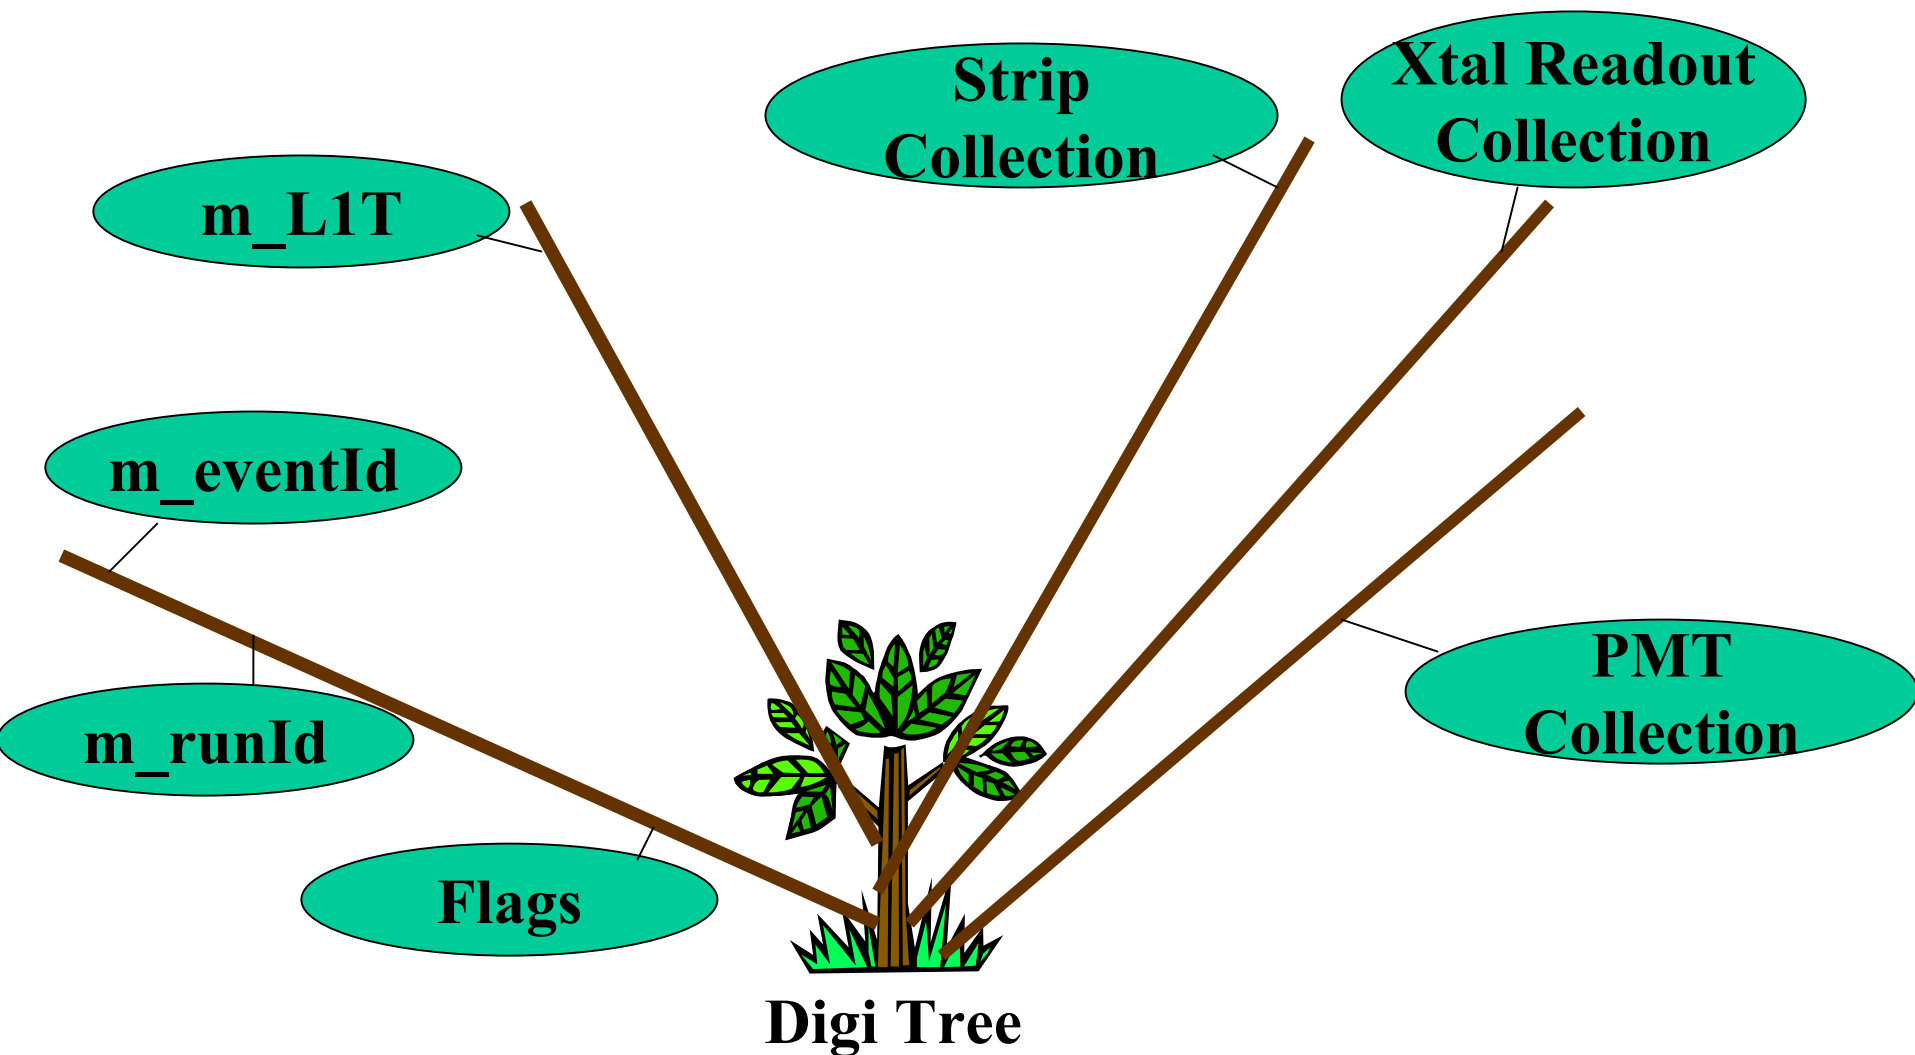 Strip
Collection
Xtal Readout
Collection
m_L1T
m_eventId
m_runId
PMT
Collection
Flags
Digi Tree